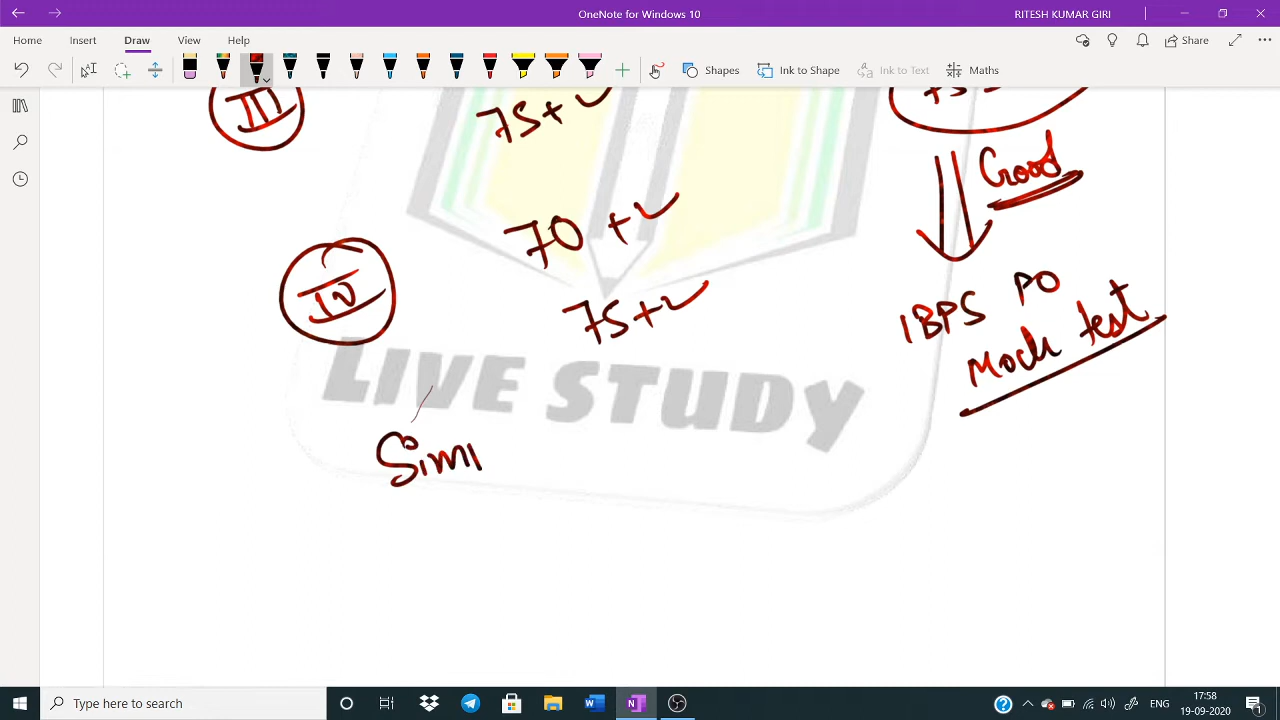 OneNote for Windows 10
RITESH KUMAR GIRI
Home
Insert
Draw
View
Help
Share
Shapes
Ink to Shape
Ink to Text
Maths
III
75+
Good
70+
IV
75+
IBPS PO
Mock test
LIVE STUDY
Simi
Type here to search
ENG
17:58
19-09-2020